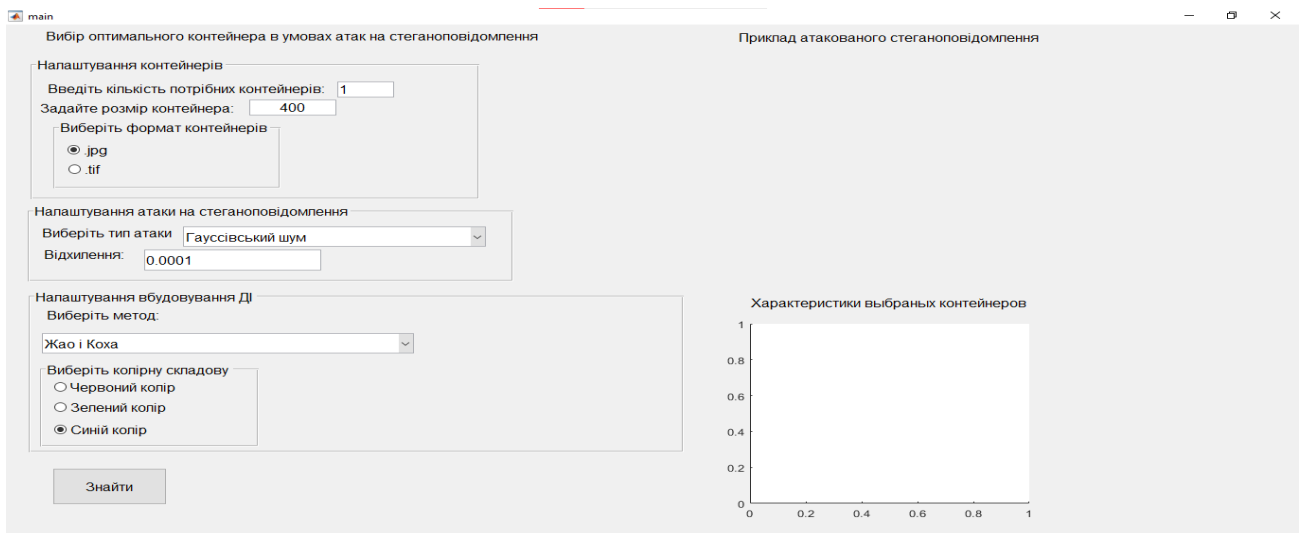 main
Вибір оптимального контейнера в умовах атак на стеганоповідомлення
Налаштування контейнерів
Введіть кількість потрібних контейнерів: 1
Задайте розмір контейнера: 400
Виберіть формат контейнерів
.jpg
.tif
Налаштування атаки на стеганоповідомлення
Виберіть тип атаки Гауссівський шум
Відхилення: 0.0001
Налаштування вбудовування ДІ
Виберіть метод:
Жао і Коха
Виберіть колірну складову
Червоний колір
Зелений колір
Синій колір
Знайти
Приклад атакованого стеганоповідомлення
Характеристики выбраных контейнеров
1
0.8
0.6
0.4
0.2
0
0 0.2 0.4 0.6 0.8 1